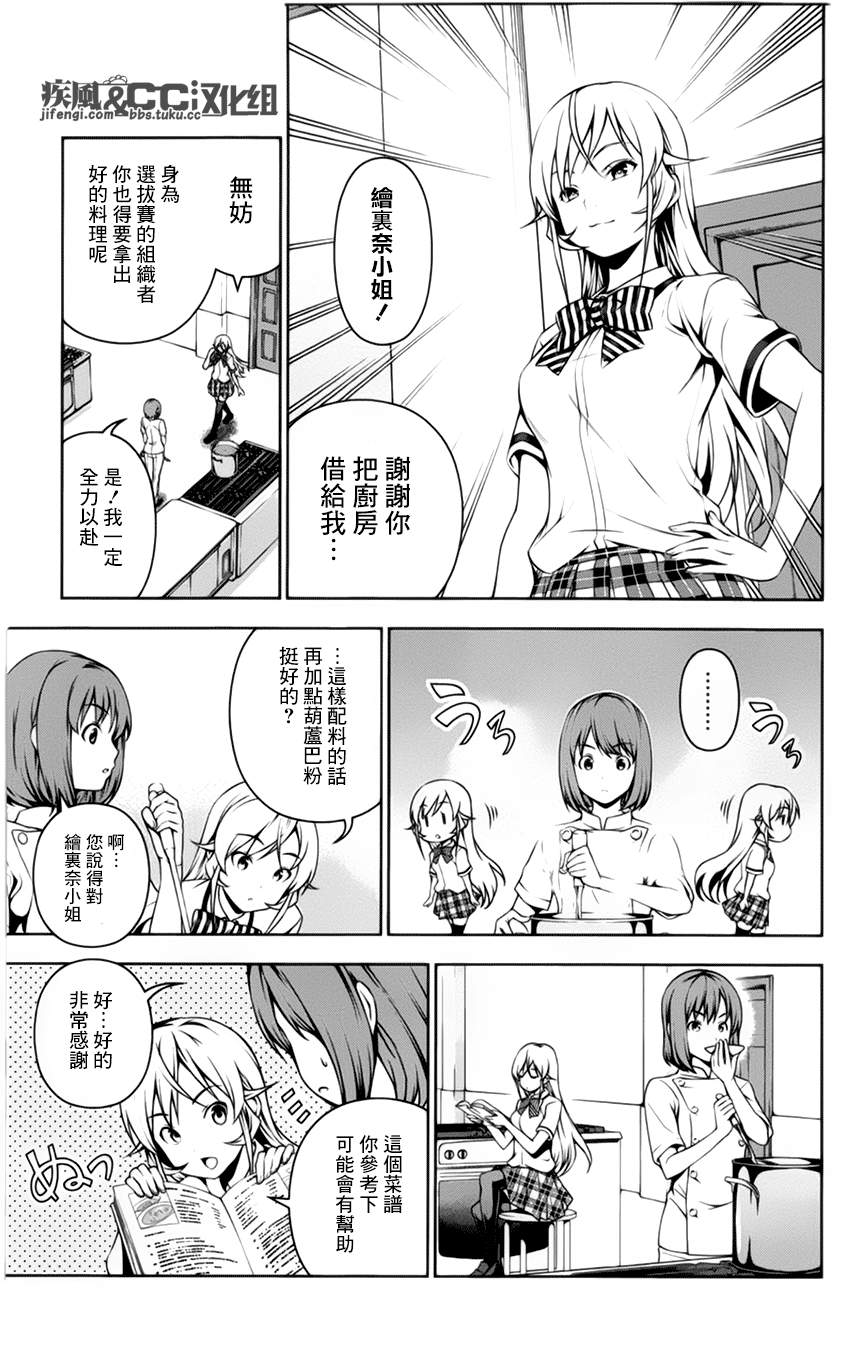 疾風&CC汉化组
jifengi.com bbs.tuku.cc
繪裏奈小姐!
謝謝你
把廚房
借給我…
無妨
身為
選拔賽的組織者
你也得要拿出
好的料理呢
是!我一定
全力以赴
………
うろ
うろ
…這樣配料的話
再加點葫蘆巴粉
挺好的?
啊…
您說得對
繪裏奈小姐
這個菜譜
你參考下
可能會有幫助
好…好的
非常感謝
ぬっ